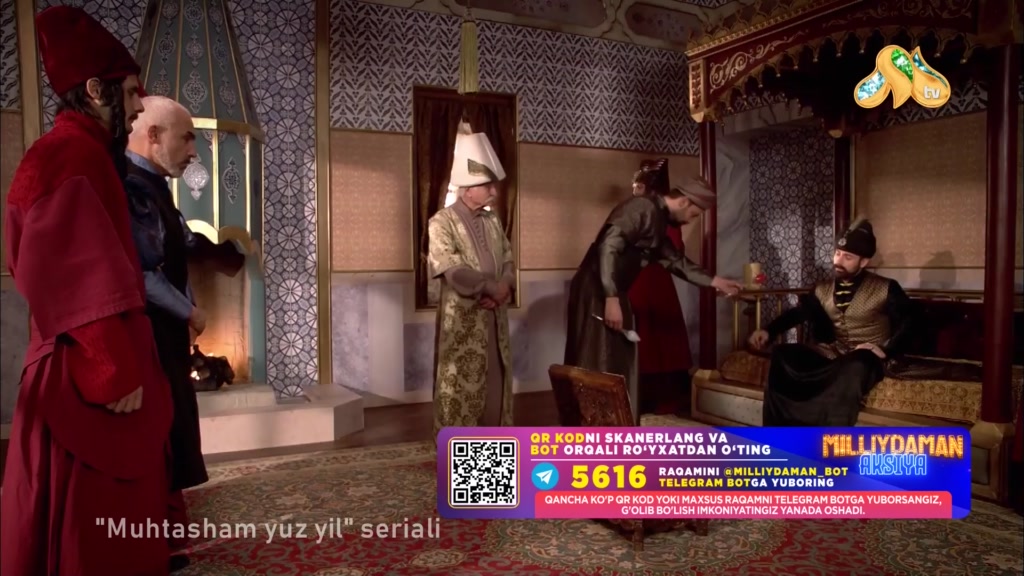 tv
QR KODNI SKANERLANG VA
BOT ORQALI RO'YXATDAN O'TING
MILLIYDAMAN
AKSIYA
5616
RAQAMINI @MILLIYDAMAN_BOT
TELEGRAM BOTGA YUBORING
QANCHA KO'P QR KOD YOKI MAXSUS RAQAMNI TELEGRAM BOTGA YUBORSANGIZ,
G'OLIB BO'LISH IMKONIYATINGIZ YANADA OSHADI.
"Muhtasham yuz yil" seriali